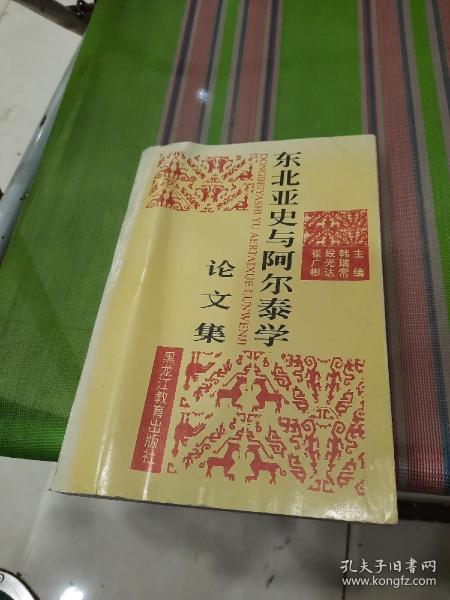 东北亚史与阿尔泰学
DONGBEIYASHI YU AERTAIXUE LUNWENJI
论文集
主编
韩瑞常
段光达
崔广彬
黑龙江教育出版社
孔夫子旧书网
www.kongfz.com